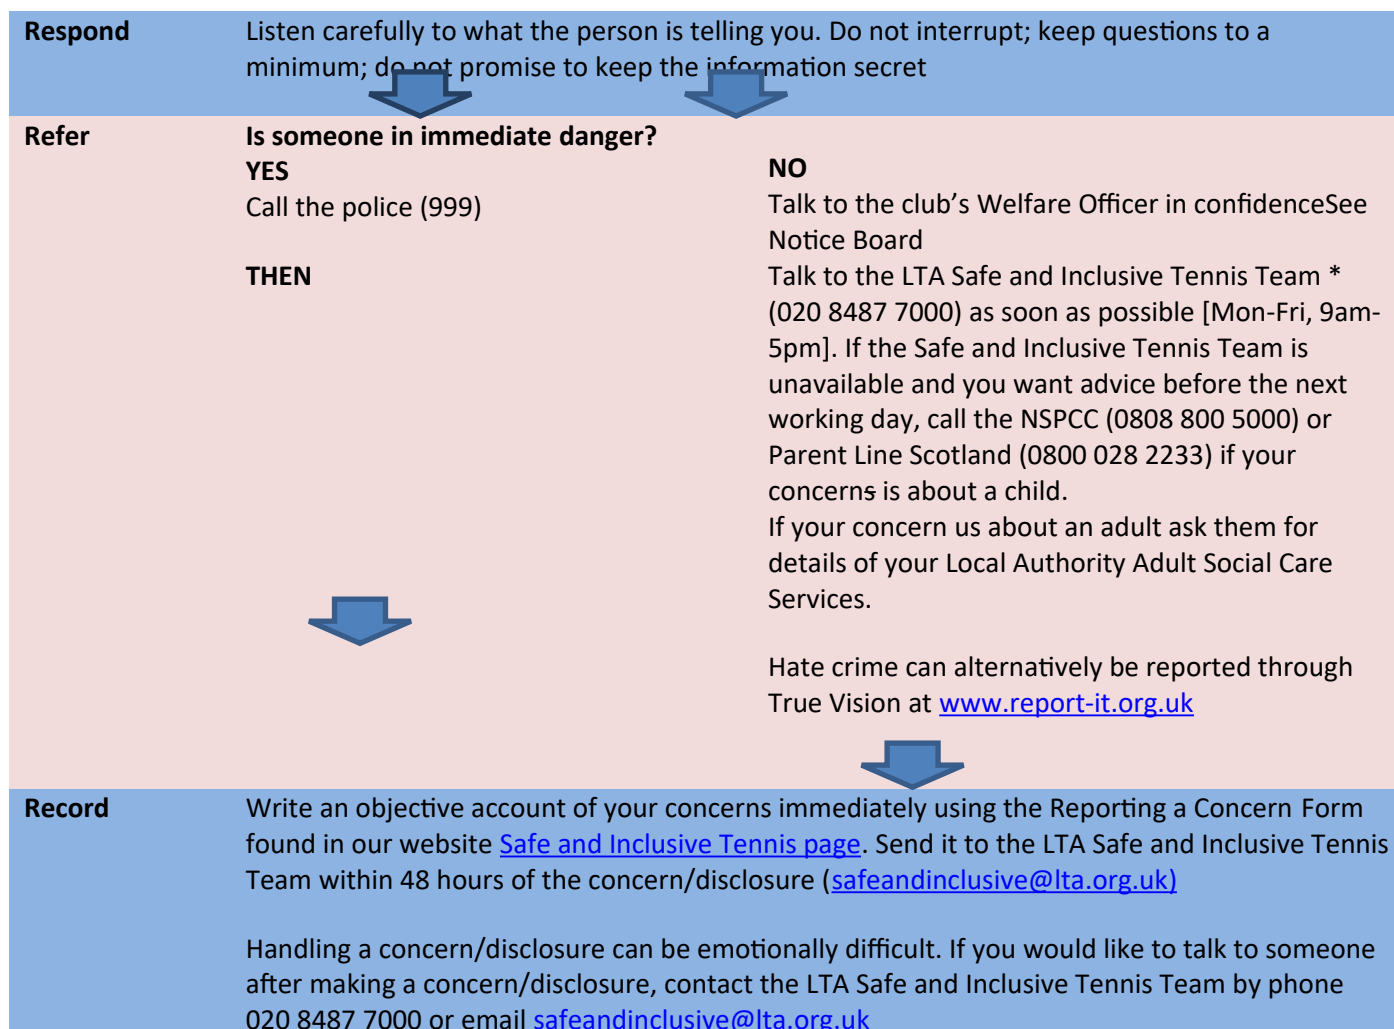 Respond
Listen carefully to what the person is telling you. Do not interrupt; keep questions to a
minimum; do not promise to keep the information secret
Refer
Is someone in immediate danger?
YES
Call the police (999)
THEN
NO
Talk to the club’s Welfare Officer in confidenceSee
Notice Board
Talk to the LTA Safe and Inclusive Tennis Team *
(020 8487 7000) as soon as possible [Mon-Fri, 9am-
5pm]. If the Safe and Inclusive Tennis Team is
unavailable and you want advice before the next
working day, call the NSPCC (0808 800 5000) or
Parent Line Scotland (0800 028 2233) if your
concerns is about a child.
If your concern us about an adult ask them for
details of your Local Authority Adult Social Care
Services.
Hate crime can alternatively be reported through
True Vision at www.report-it.org.uk
Record
Write an objective account of your concerns immediately using the Reporting a Concern Form
found in our website Safe and Inclusive Tennis page. Send it to the LTA Safe and Inclusive Tennis
Team within 48 hours of the concern/disclosure (safeandinclusive@lta.org.uk)
Handling a concern/disclosure can be emotionally difficult. If you would like to talk to someone
after making a concern/disclosure, contact the LTA Safe and Inclusive Tennis Team by phone
020 8487 7000 or email safeandinclusive@lta.org.uk